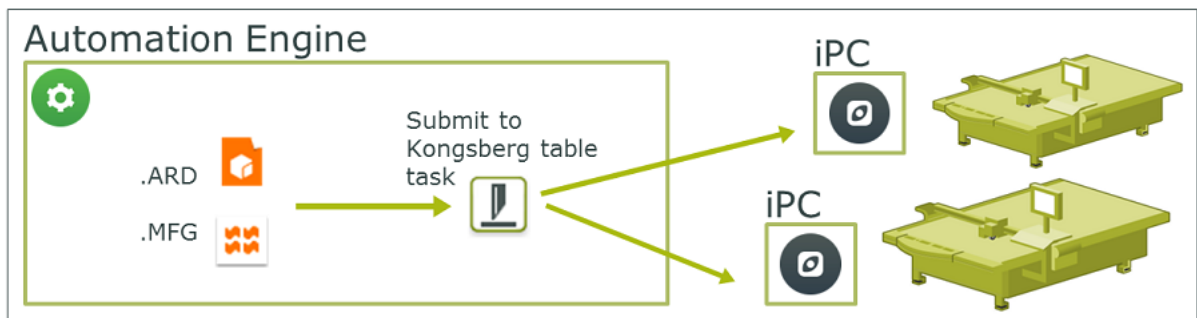 Automation Engine
iPC
Submit to
Kongsberg table
task
.ARD
.MFG
iPC